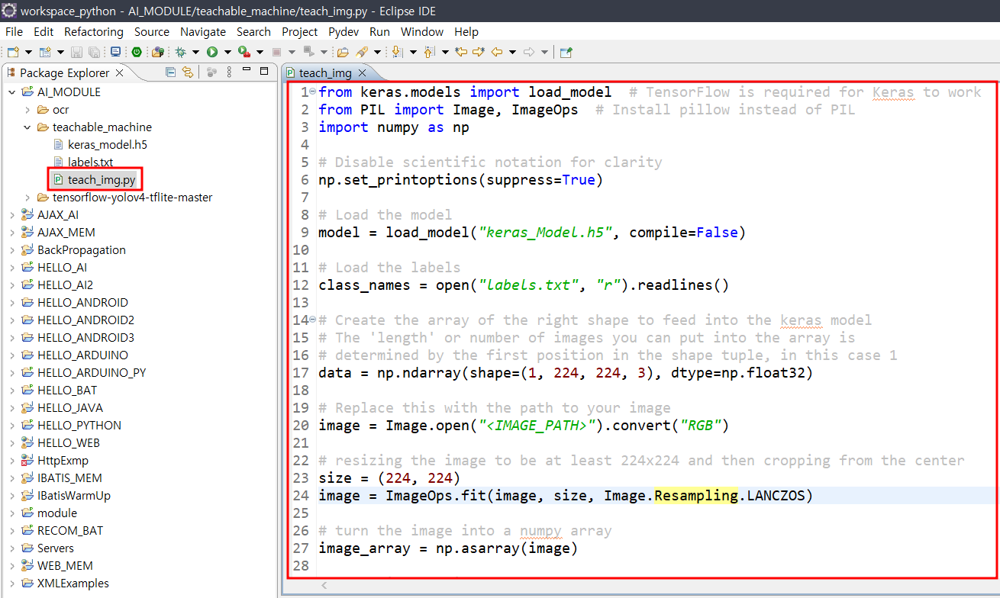 workspace_python - AI_MODULE/teachable_machine/teach_img.py - Eclipse IDE
File Edit Refactoring Source Navigate Search Project Pydev Run Window Help
Package Explorer
AI_MODULE
ocr
teachable_machine
keras_model.h5
labels.txt
teach_img.py
tensorflow-yolov4-tflite-master
AJAX_AI
AJAX_MEM
BackPropagation
HELLO_AI
HELLO_AI2
HELLO_ANDROID
HELLO_ANDROID2
HELLO_ANDROID3
HELLO_ARDUINO
HELLO_ARDUINO_PY
HELLO_BAT
HELLO_JAVA
HELLO_PYTHON
HELLO_WEB
HttpExmp
IBATIS_MEM
IBatisWarmUp
module
RECOM_BAT
Servers
WEB_MEM
XMLExamples
teach_img
1 from keras.models import load_model  # TensorFlow is required for Keras to work
2 from PIL import Image, ImageOps  # Install pillow instead of PIL
3 import numpy as np
4
5 # Disable scientific notation for clarity
6 np.set_printoptions(suppress=True)
7
8 # Load the model
9 model = load_model("keras_Model.h5", compile=False)
10
11 # Load the labels
12 class_names = open("labels.txt", "r").readlines()
13
14 # Create the array of the right shape to feed into the keras model
15 # The 'length' or number of images you can put into the array is
16 # determined by the first position in the shape tuple, in this case 1
17 data = np.ndarray(shape=(1, 224, 224, 3), dtype=np.float32)
18
19 # Replace this with the path to your image
20 image = Image.open("<IMAGE_PATH>").convert("RGB")
21
22 # resizing the image to be at least 224x224 and then cropping from the center
23 size = (224, 224)
24 image = ImageOps.fit(image, size, Image.Resampling.LANCZOS)
25
26 # turn the image into a numpy array
27 image_array = np.asarray(image)
28